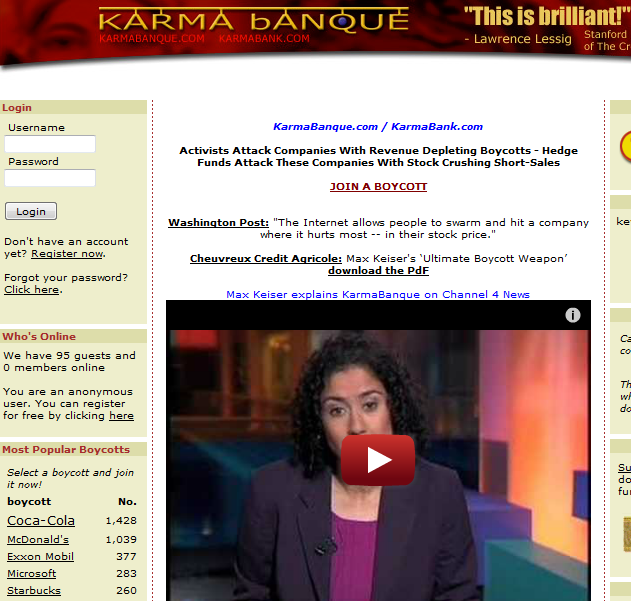 KARMA bANQUE
KARMABANQUE.COM KARMABANK.COM
"This is brilliant!"
- Lawrence Lessig
Stanford
of The Cr
Login
Username
Password
Login
Don't have an account
yet? Register now.
Forgot your password?
Click here.
Who's Online
We have 95 guests and
0 members online
You are an anonymous
user. You can register
for free by clicking here
Most Popular Boycotts
Select a boycott and join
it now!
boycott No.
Coca-Cola 1,428
McDonald's 1,039
Exxon Mobil 377
Microsoft 283
Starbucks 260
KarmaBanque.com / KarmaBank.com
Activists Attack Companies With Revenue Depleting Boycotts - Hedge
Funds Attack These Companies With Stock Crushing Short-Sales
JOIN A BOYCOTT
Washington Post: "The Internet allows people to swarm and hit a company
where it hurts most -- in their stock price."
Cheuvreux Credit Agricole: Max Keiser's 'Ultimate Boycott Weapon'
download the PdF
Max Keiser explains KarmaBanque on Channel 4 News
i
ke
Ca
co
Th
wh
do
Su
do
fu